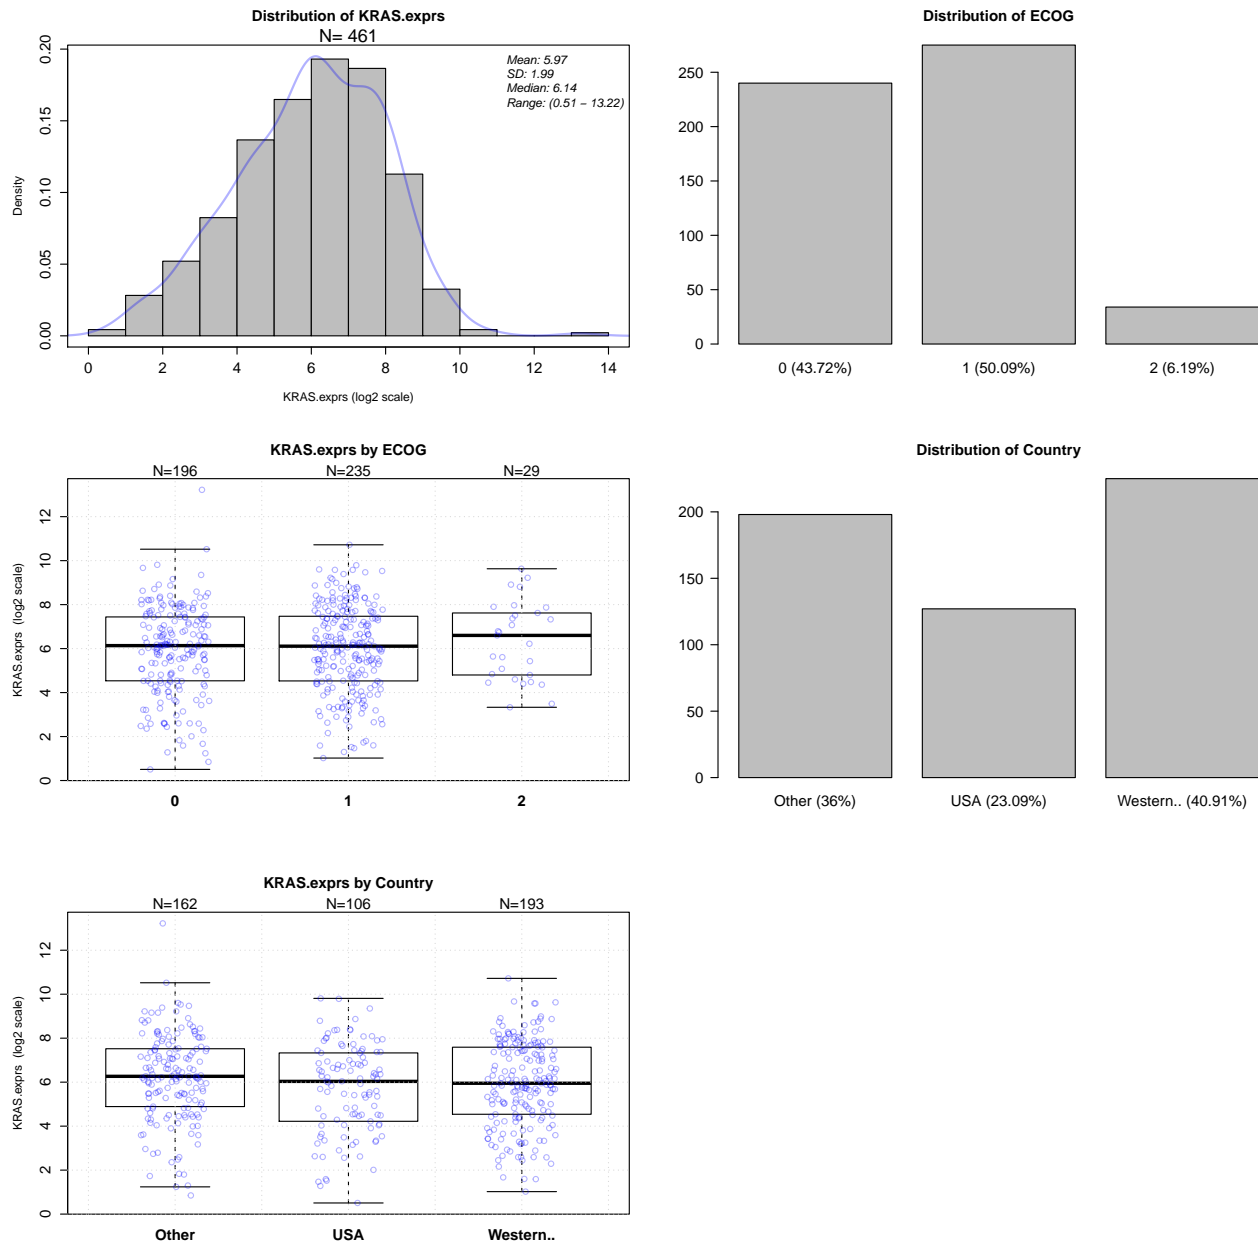 Distribution of KRAS.exprs
N= 461
Mean: 5.97
SD: 1.99
Median: 6.14
Range: (0.51 − 13.22)
Density
0.00
0.05
0.10
0.15
0.20
0
2
4
6
8
10
12
14
KRAS.exprs (log2 scale)
Distribution of ECOG
0
50
100
150
200
250
0 (43.72%)
1 (50.09%)
2 (6.19%)
KRAS.exprs by ECOG
N=196
N=235
N=29
KRAS.exprs (log2 scale)
0
2
4
6
8
10
12
0
1
2
Distribution of Country
0
50
100
150
200
Other (36%)
USA (23.09%)
Western.. (40.91%)
KRAS.exprs by Country
N=162
N=106
N=193
KRAS.exprs (log2 scale)
0
2
4
6
8
10
12
Other
USA
Western..